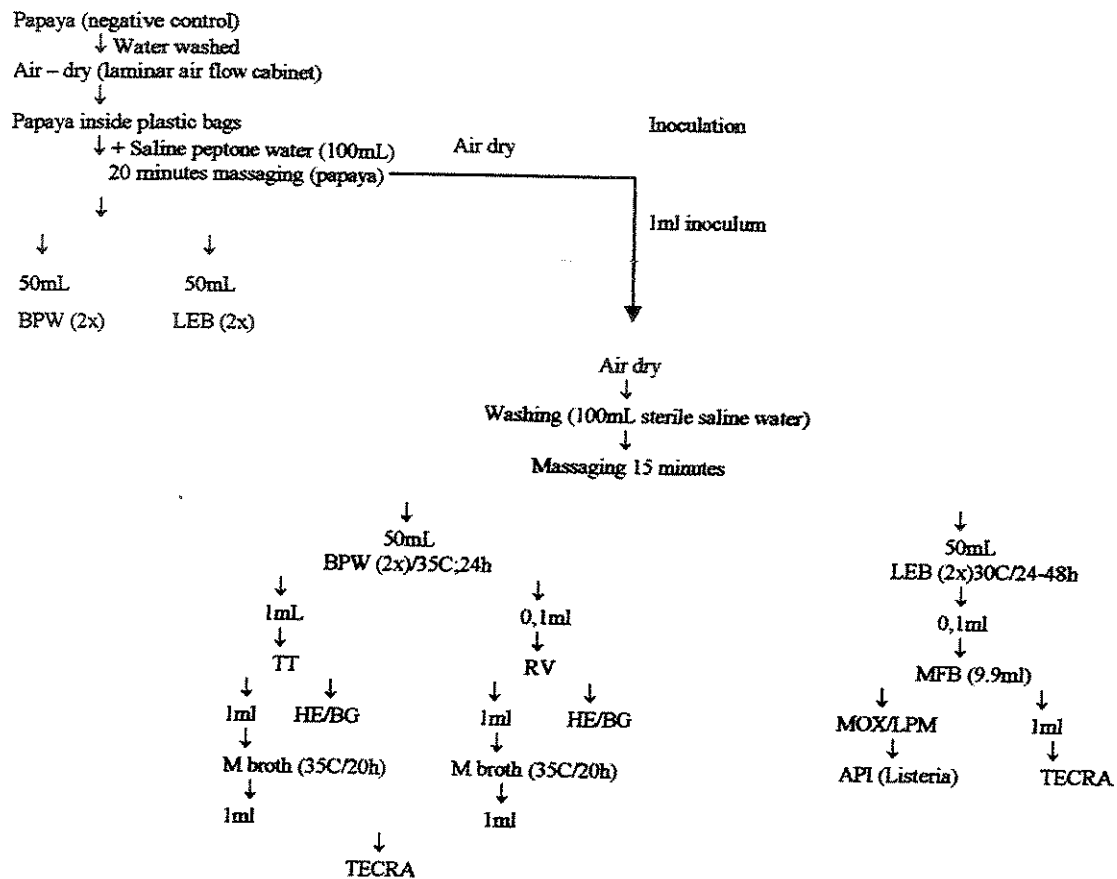 Papaya (negative control)
↓ Water washed
Air – dry (laminar air flow cabinet)
↓
Papaya inside plastic bags
Inoculation
↓ + Saline peptone water (100mL)
Air dry
20 minutes massaging (papaya)
↓
1ml inoculum
↓ ↓
50mL 50mL
BPW (2x) LEB (2x)
Air dry
↓
Washing (100mL sterile saline water)
↓
Massaging 15 minutes
↓ ↓
50mL 50mL
BPW (2x)/35C;24h LEB (2x)30C/24-48h
↓ ↓ ↓
1mL 0,1ml 0,1ml
↓ ↓ ↓
TT RV MFB (9.9ml)
↓ ↓ ↓ ↓ ↓ ↓
1ml HE/BG 1ml HE/BG MOX/LPM 1ml
↓ ↓ ↓ ↓
M broth (35C/20h) M broth (35C/20h) API (Listeria) TECRA
↓ ↓
1ml 1ml
↓
TECRA